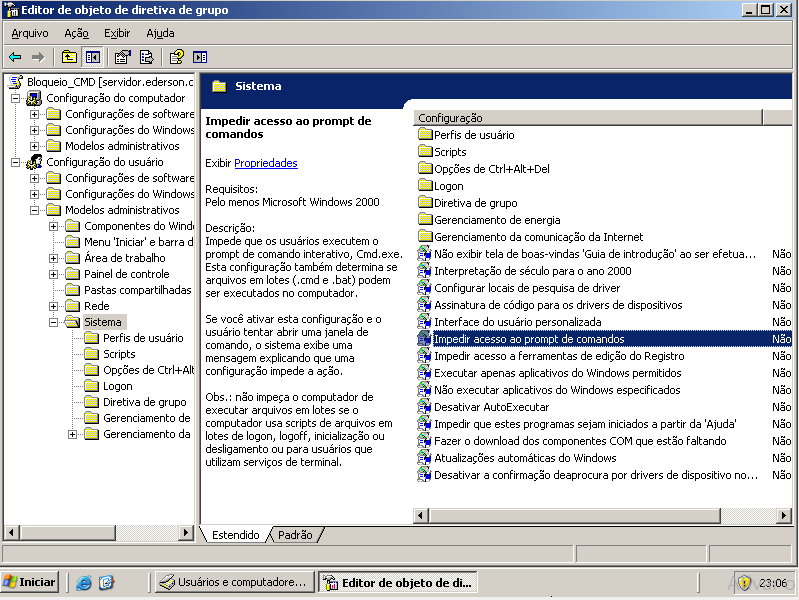 Editor de objeto de diretiva de grupo
Arquivo Ação Exibir Ajuda
Bloqueio_CMD [servidor.ederson.c
Configuração do computador
Configurações de software
Configurações do Windows
Modelos administrativos
Configuração do usuário
Configurações de software
Configurações do Windows
Modelos administrativos
Componentes do Windo
Menu 'Iniciar' e barra d
Área de trabalho
Painel de controle
Pastas compartilhadas
Rede
Sistema
Perfis de usuário
Scripts
Opções de Ctrl+Alt
Logon
Diretiva de grupo
Gerenciamento de
Gerenciamento da
Sistema
Impedir acesso ao prompt de
comandos
Exibir Propriedades
Requisitos:
Pelo menos Microsoft Windows 2000
Descrição:
Impede que os usuários executem o
prompt de comando interativo, Cmd.exe.
Esta configuração também determina se
arquivos em lotes (.cmd e .bat) podem
ser executados no computador.
Se você ativar esta configuração e o
usuário tentar abrir uma janela de
comando, o sistema exibe uma
mensagem explicando que uma
configuração impede a ação.
Obs.: não impeça o computador de
executar arquivos em lotes se o
computador usa scripts de arquivos em
lotes de logon, logoff, inicialização ou
desligamento ou para usuários que
utilizam serviços de terminal.
Configuração
Perfis de usuário
Scripts
Opções de Ctrl+Alt+Del
Logon
Diretiva de grupo
Gerenciamento de energia
Gerenciamento da comunicação da Internet
Não exibir tela de boas-vindas 'Guia de introdução' ao ser efetua... Não
Interpretação de século para o ano 2000 Não
Configurar locais de pesquisa de driver Não
Assinatura de código para os drivers de dispositivos Não
Interface do usuário personalizada Não
Impedir acesso ao prompt de comandos Não
Impedir acesso a ferramentas de edição do Registro Não
Executar apenas aplicativos do Windows permitidos Não
Não executar aplicativos do Windows especificados Não
Desativar AutoExecutar Não
Impedir que estes programas sejam iniciados a partir da 'Ajuda' Não
Fazer o download dos componentes COM que estão faltando Não
Atualizações automáticas do Windows Não
Desativar a confirmação deaprocura por drivers de dispositivo no... Não
Estendido Padrão
Iniciar Usuários e computadore... Editor de objeto de di... 23:06